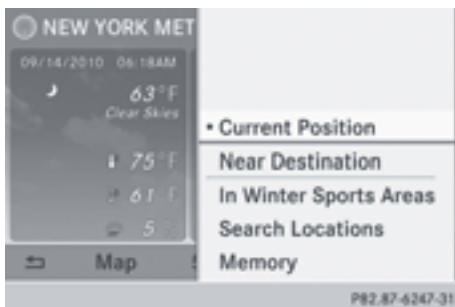 NEW YORK MET
09/14/2010 06:18AM
63°F
Clear Skies
75°F
61 F
5 %
Map
• Current Position
Near Destination
In Winter Sports Areas
Search Locations
Memory
P82.87-6247-31